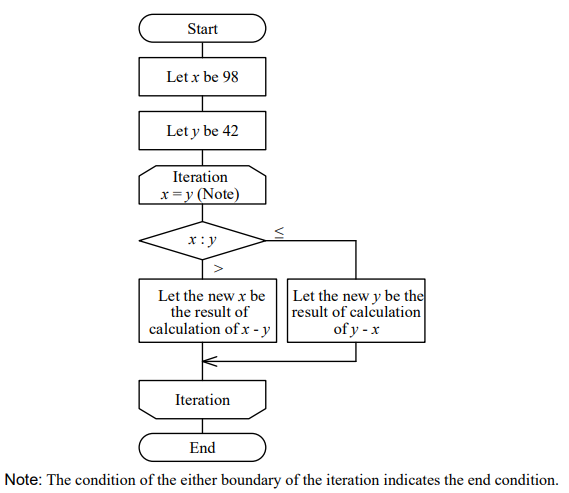 Start
Let x be 98
Let y be 42
Iteration
x = y (Note)
x : y
≤
>
Let the new x be
the result of
calculation of x - y
Let the new y be the
result of calculation
of y - x
Iteration
End
Note: The condition of the either boundary of the iteration indicates the end condition.